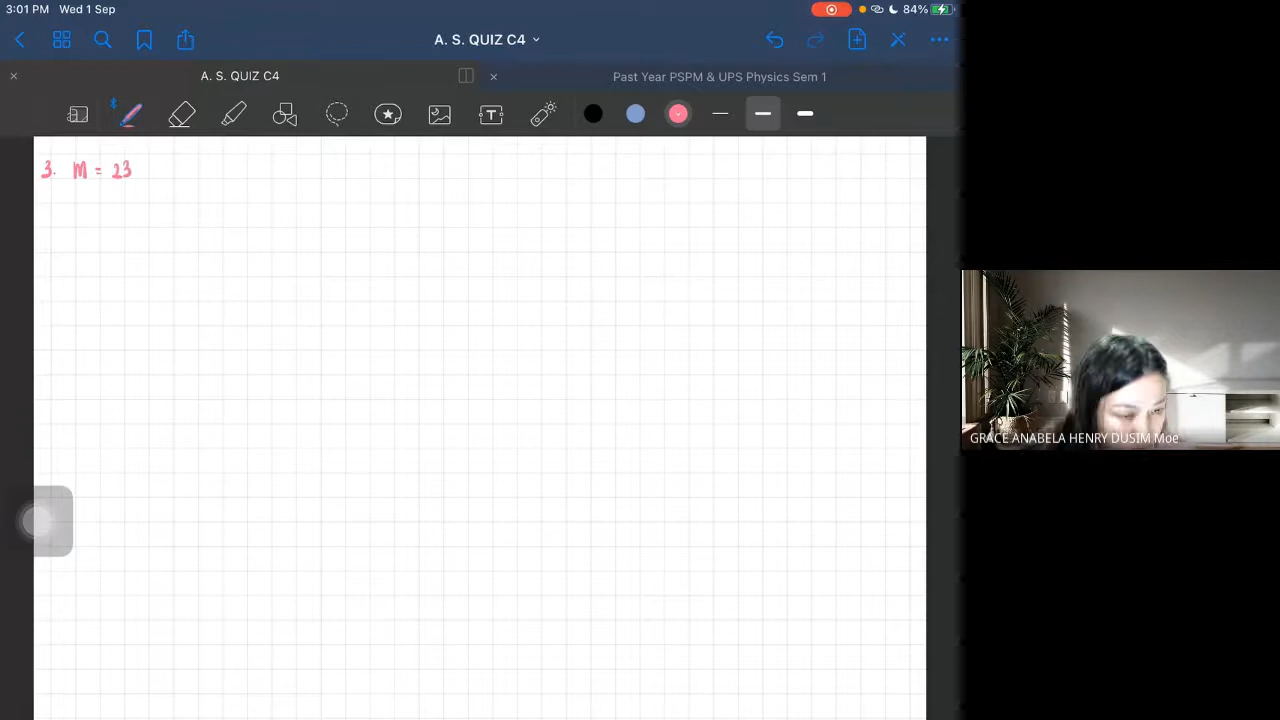 3:01 PM Wed 1 Sep
84%
A. S. QUIZ C4
A. S. QUIZ C4
Past Year PSPM & UPS Physics Sem 1
3. M = 23
GRACE ANABELA HENRY DUSIM Moe